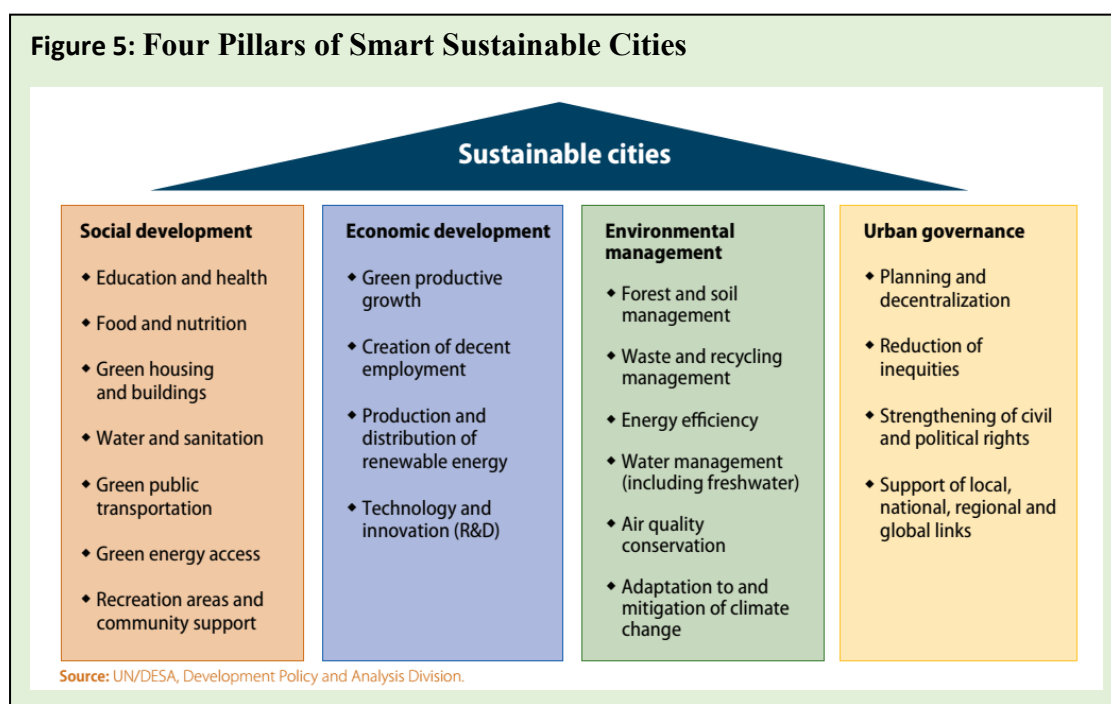 Figure 5: Four Pillars of Smart Sustainable Cities
Sustainable cities
Social development
◆ Education and health
◆ Food and nutrition
◆ Green housing
and buildings
◆ Water and sanitation
◆ Green public
transportation
◆ Green energy access
◆ Recreation areas and
community support
Economic development
◆ Green productive
growth
◆ Creation of decent
employment
◆ Production and
distribution of
renewable energy
◆ Technology and
innovation (R&D)
Environmental
management
◆ Forest and soil
management
◆ Waste and recycling
management
◆ Energy efficiency
◆ Water management
(including freshwater)
◆ Air quality
conservation
◆ Adaptation to and
mitigation of climate
change
Urban governance
◆ Planning and
decentralization
◆ Reduction of
inequities
◆ Strengthening of civil
and political rights
◆ Support of local,
national, regional and
global links
Source: UN/DESA, Development Policy and Analysis Division.